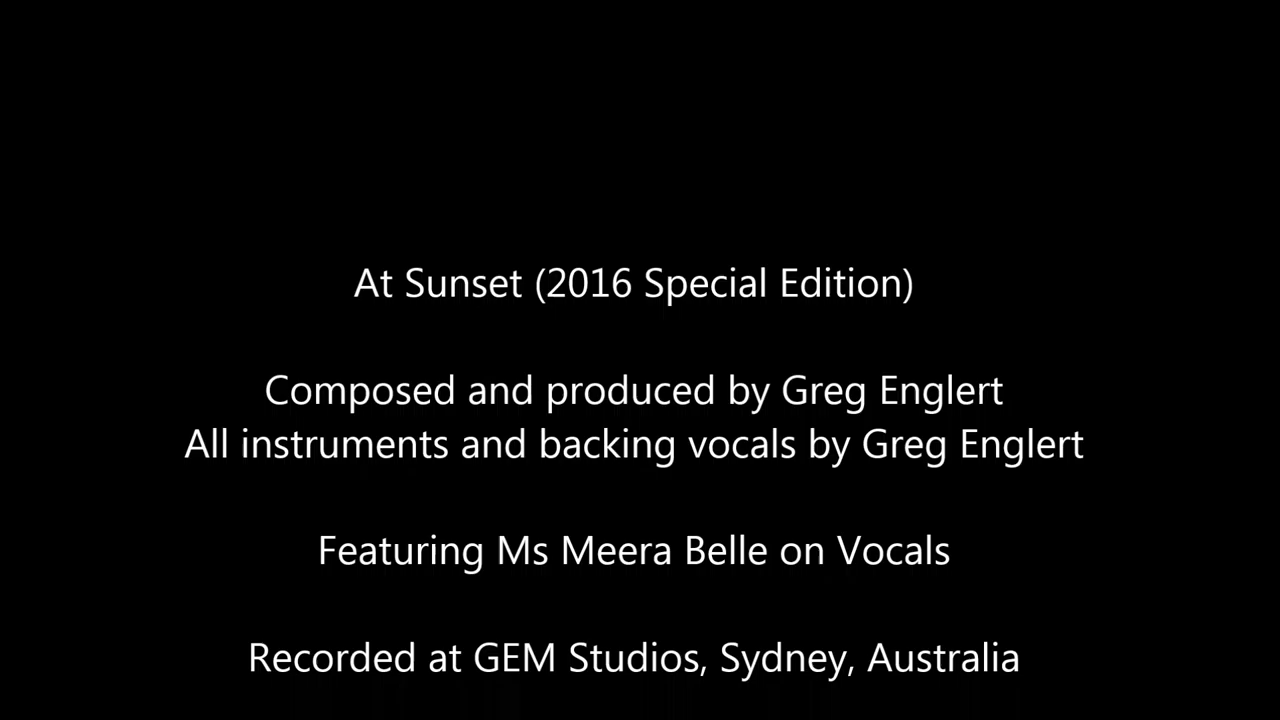 At Sunset (2016 Special Edition)
Composed and produced by Greg Englert
All instruments and backing vocals by Greg Englert
Featuring Ms Meera Belle on Vocals
Recorded at GEM Studios, Sydney, Australia